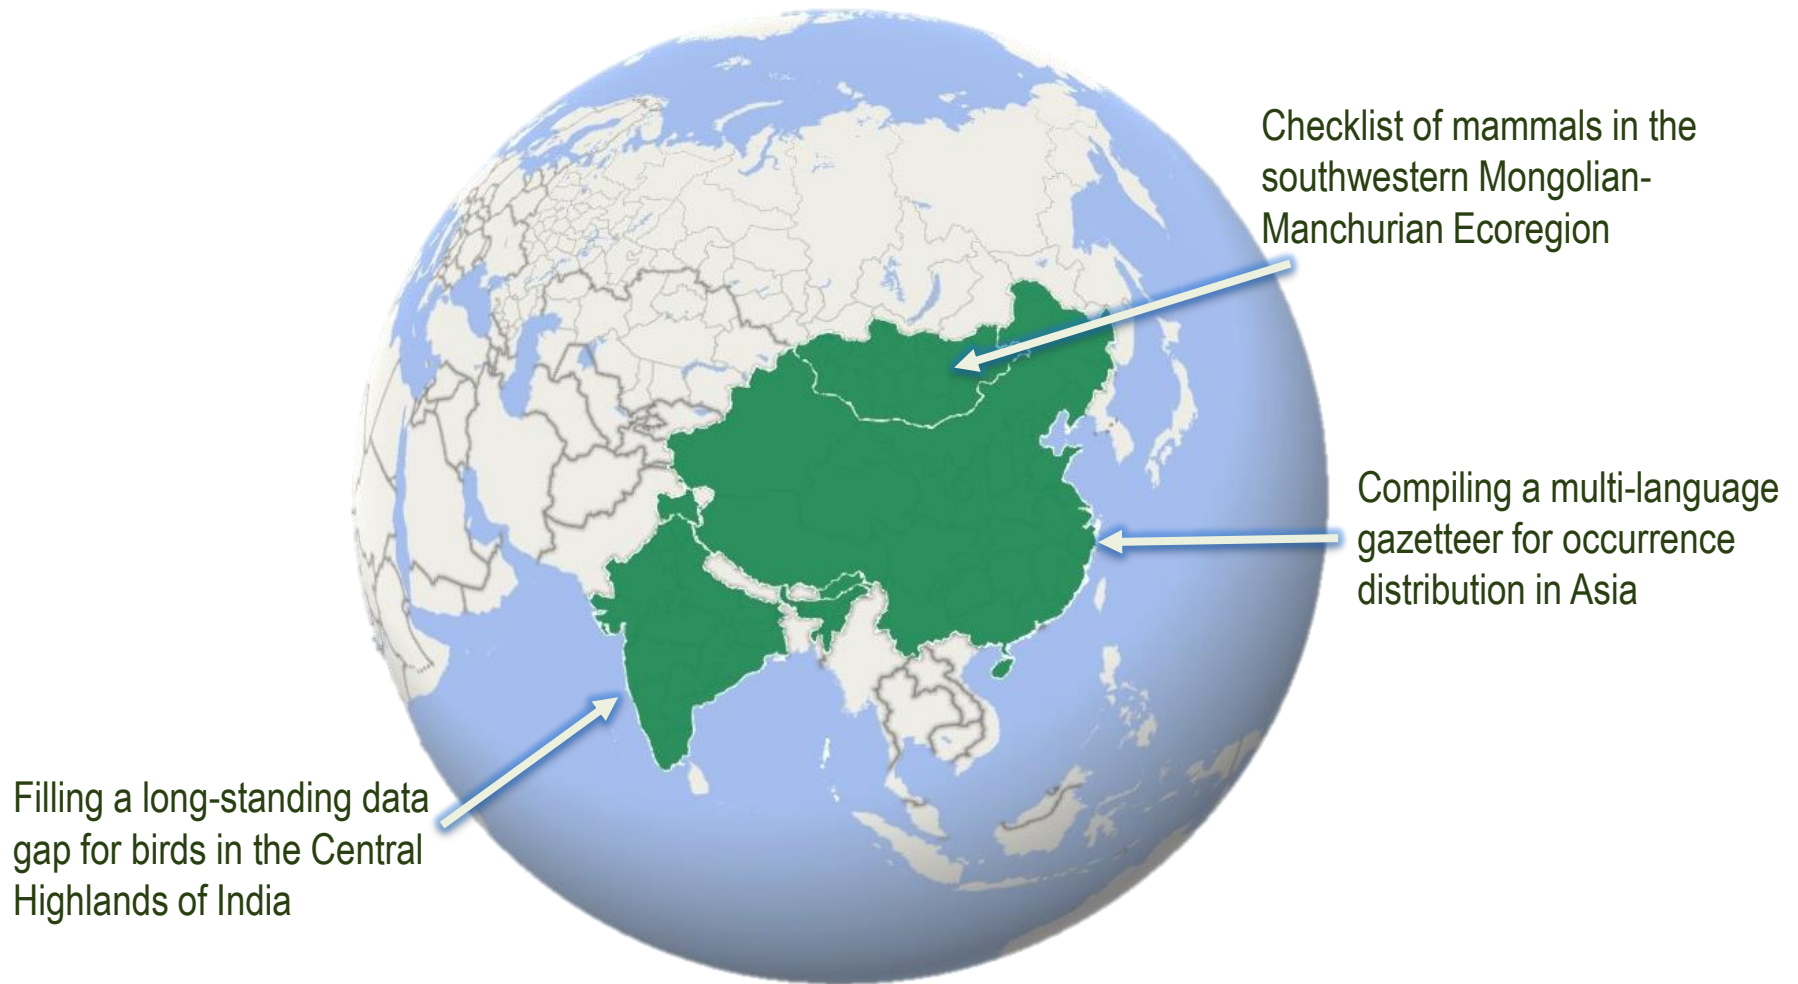 Checklist of mammals in the
southwestern Mongolian-
Manchurian Ecoregion
Compiling a multi-language
gazetteer for occurrence
distribution in Asia
Filling a long-standing data
gap for birds in the Central
Highlands of India